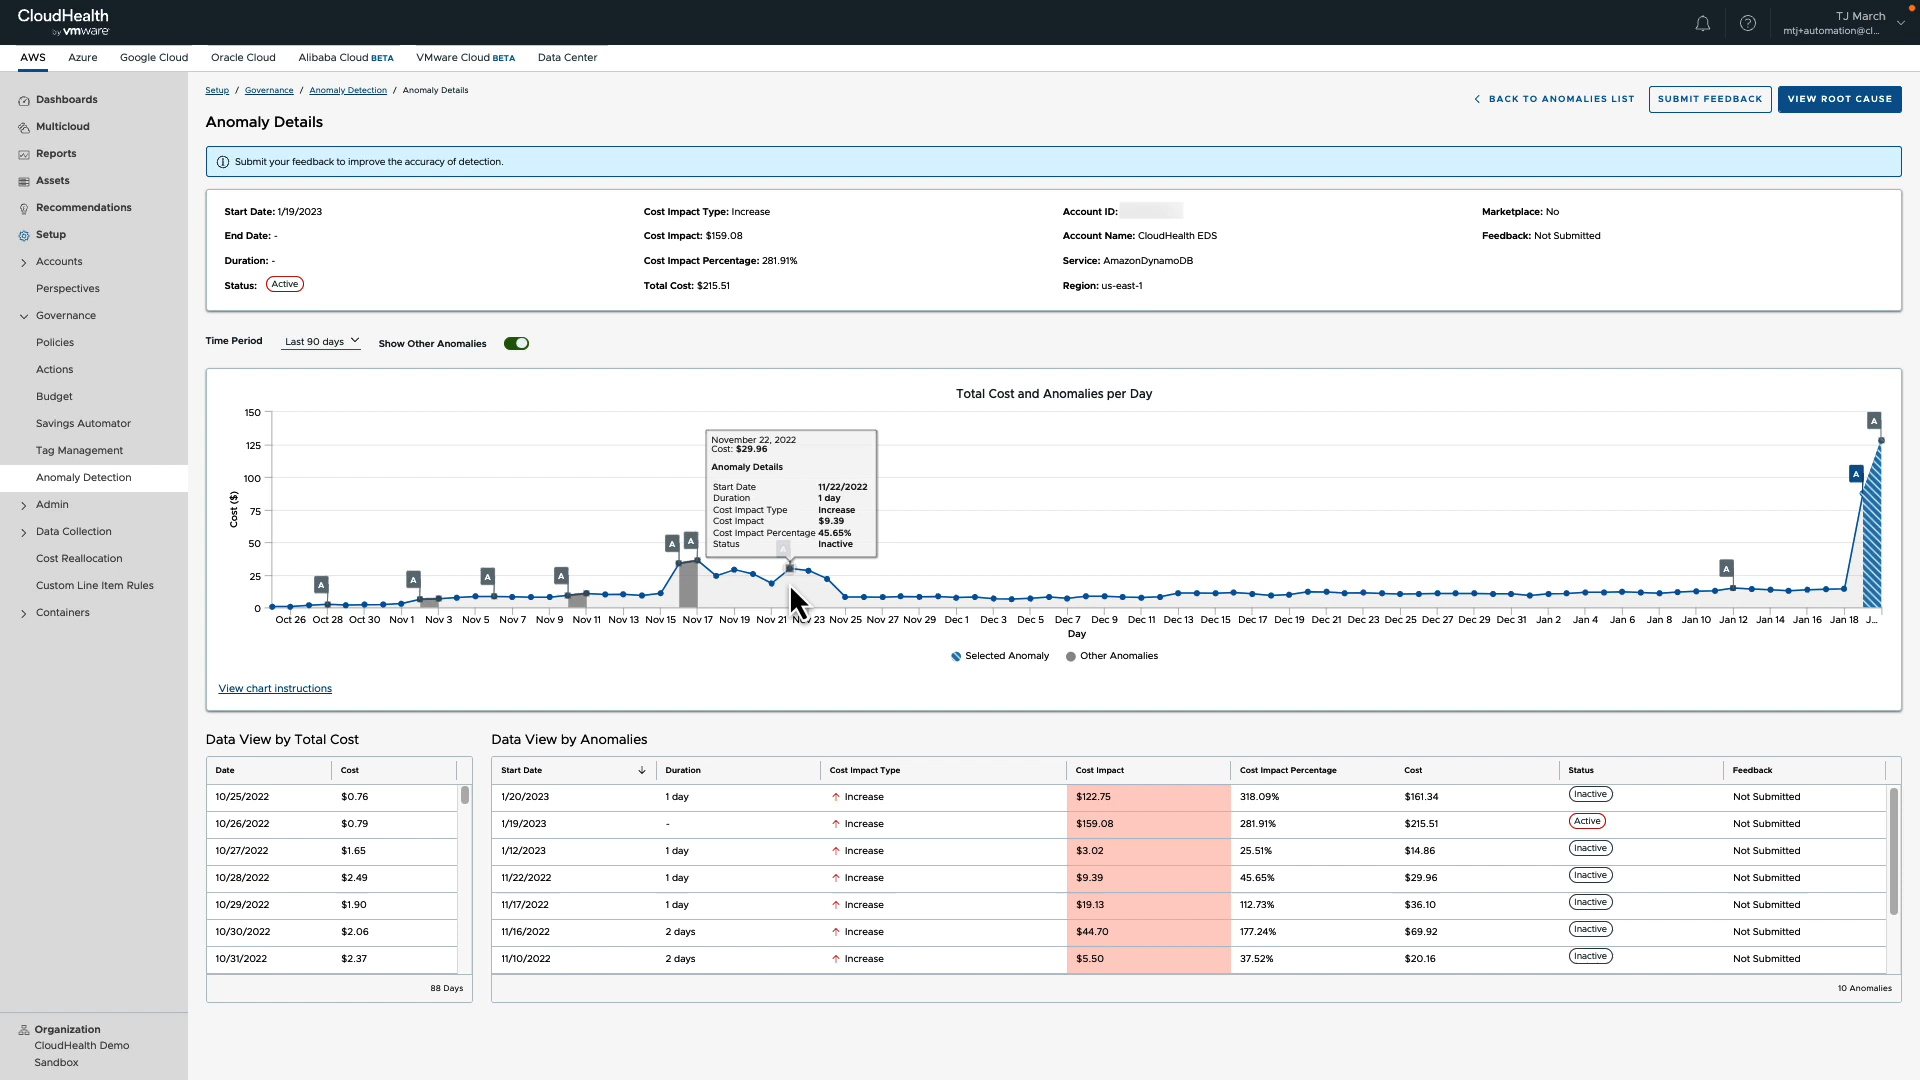 CloudHealth
by vmware
TJ March
mtj+automation@cl...
AWS
Azure
Google Cloud
Oracle Cloud
Alibaba Cloud BETA
VMware Cloud BETA
Data Center
Dashboards
Multicloud
Reports
Assets
Recommendations
Setup
Accounts
Perspectives
Governance
Policies
Actions
Budget
Savings Automator
Tag Management
Anomaly Detection
Admin
Data Collection
Cost Reallocation
Custom Line Item Rules
Containers
Organization
CloudHealth Demo
Sandbox
Setup / Governance / Anomaly Detection / Anomaly Details
BACK TO ANOMALIES LIST
SUBMIT FEEDBACK
VIEW ROOT CAUSE
Anomaly Details
Submit your feedback to improve the accuracy of detection.
Start Date: 1/19/2023
End Date: -
Duration: -
Status: Active
Cost Impact Type: Increase
Cost Impact: $159.08
Cost Impact Percentage: 281.91%
Total Cost: $215.51
Account ID:
Account Name: CloudHealth EDS
Service: AmazonDynamoDB
Region: us-east-1
Marketplace: No
Feedback: Not Submitted
Time Period Last 90 days
Show Other Anomalies
Total Cost and Anomalies per Day
Cost ($)
150
125
100
75
50
25
0
A
A
A
A
A
A
A
A
A
A
November 22, 2022
Cost: $29.96
Anomaly Details
Start Date 11/22/2022
Duration 1 day
Cost Impact Type Increase
Cost Impact $9.39
Cost Impact Percentage 45.65%
Status Inactive
Oct 26 Oct 28 Oct 30 Nov 1 Nov 3 Nov 5 Nov 7 Nov 9 Nov 11 Nov 13 Nov 15 Nov 17 Nov 19 Nov 21 Nov 23 Nov 25 Nov 27 Nov 29 Dec 1 Dec 3 Dec 5 Dec 7 Dec 9 Dec 11 Dec 13 Dec 15 Dec 17 Dec 19 Dec 21 Dec 23 Dec 25 Dec 27 Dec 29 Dec 31 Jan 2 Jan 4 Jan 6 Jan 8 Jan 10 Jan 12 Jan 14 Jan 16 Jan 18 J...
Day
Selected Anomaly
Other Anomalies
View chart instructions
Data View by Total Cost
Date Cost
10/25/2022 $0.76
10/26/2022 $0.79
10/27/2022 $1.65
10/28/2022 $2.49
10/29/2022 $1.90
10/30/2022 $2.06
10/31/2022 $2.37
88 Days
Data View by Anomalies
Start Date Duration Cost Impact Type Cost Impact Cost Impact Percentage Cost Status Feedback
1/20/2023 1 day Increase $122.75 318.09% $161.34 Inactive Not Submitted
1/19/2023 - Increase $159.08 281.91% $215.51 Active Not Submitted
1/12/2023 1 day Increase $3.02 25.51% $14.86 Inactive Not Submitted
11/22/2022 1 day Increase $9.39 45.65% $29.96 Inactive Not Submitted
11/17/2022 1 day Increase $19.13 112.73% $36.10 Inactive Not Submitted
11/16/2022 2 days Increase $44.70 177.24% $69.92 Inactive Not Submitted
11/10/2022 2 days Increase $5.50 37.52% $20.16 Inactive Not Submitted
10 Anomalies